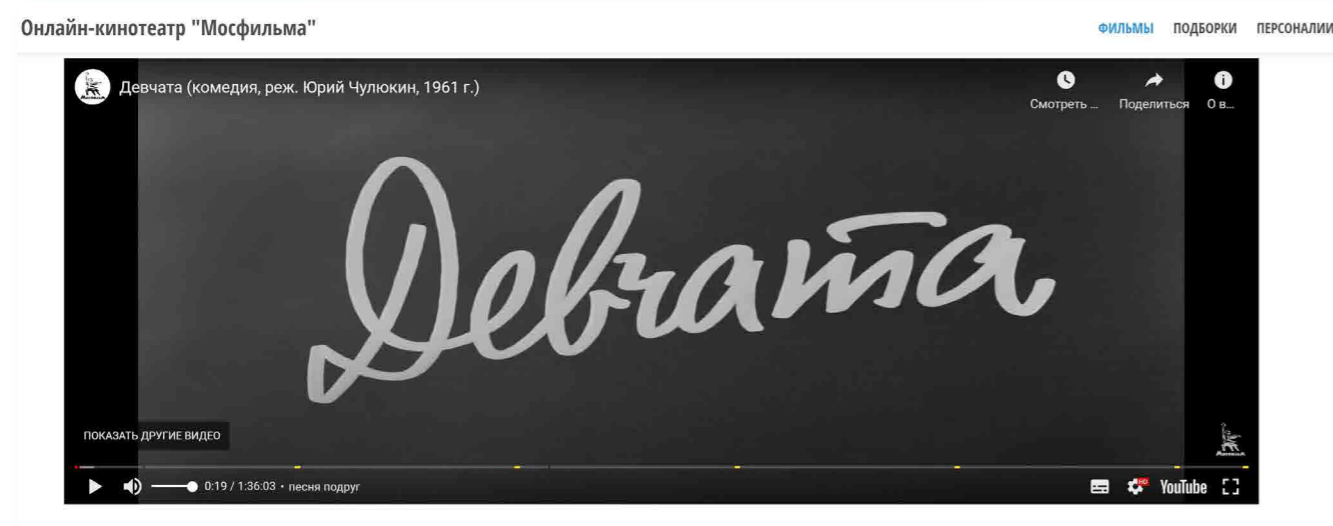 Онлайн-кинотеатр "Мосфильма"
ФИЛЬМЫ ПОДБОРКИ ПЕРСОНАЛИИ
Девчата (комедия, реж. Юрий Чулюкин, 1961 г.)
Смотреть ... Поделиться О в...
Девчата
ПОКАЗАТЬ ДРУГИЕ ВИДЕО
0:19 / 1:36:03 • песня подруг
HD YouTube